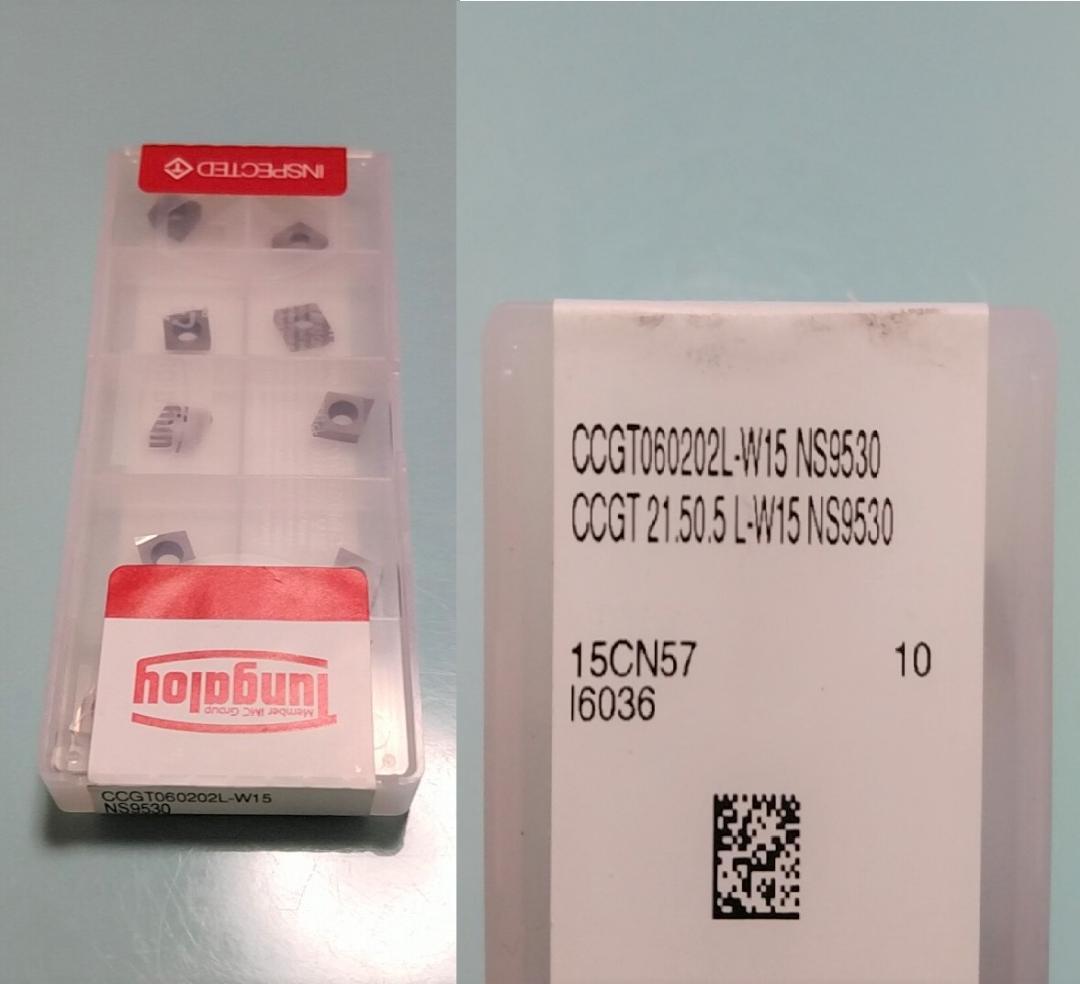 INSPECTED
Tungaloy
Member IMC Group
CCGT060202L-W15
NS9530
CCGT060202L-W15 NS9530
CCGT 21.50.5 L-W15 NS9530
15CN57 10
I6036